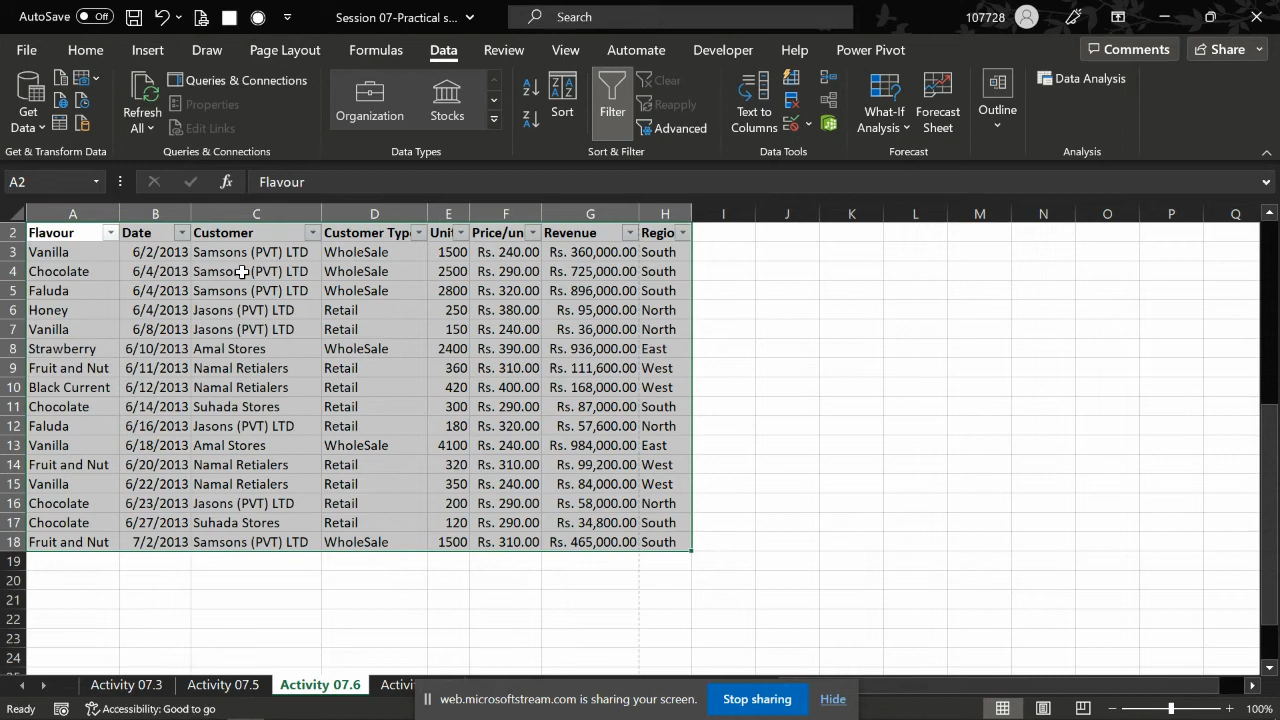 AutoSave Off Session 07-Practical s... Search 107728
File Home Insert Draw Page Layout Formulas Data Review View Automate Developer Help Power Pivot Comments Share
Get Data Refresh All Queries & Connections Properties Edit Links Organization Stocks Sort Filter Clear Reapply Advanced Text to Columns What-If Analysis Forecast Sheet Outline Data Analysis
Get & Transform Data Queries & Connections Data Types Sort & Filter Data Tools Forecast Analysis
A2 fx Flavour
A B C D E F G H I J K L M N O P Q
2 Flavour Date Customer Customer Typ Unit Price/un Revenue Regio
3 Vanilla 6/2/2013 Samsons (PVT) LTD WholeSale 1500 Rs. 240.00 Rs. 360,000.00 South
4 Chocolate 6/4/2013 Samsons (PVT) LTD WholeSale 2500 Rs. 290.00 Rs. 725,000.00 South
5 Faluda 6/4/2013 Samsons (PVT) LTD WholeSale 2800 Rs. 320.00 Rs. 896,000.00 South
6 Honey 6/4/2013 Jasons (PVT) LTD Retail 250 Rs. 380.00 Rs. 95,000.00 North
7 Vanilla 6/8/2013 Jasons (PVT) LTD Retail 150 Rs. 240.00 Rs. 36,000.00 North
8 Strawberry 6/10/2013 Amal Stores WholeSale 2400 Rs. 390.00 Rs. 936,000.00 East
9 Fruit and Nut 6/11/2013 Namal Retialers Retail 360 Rs. 310.00 Rs. 111,600.00 West
10 Black Current 6/12/2013 Namal Retialers Retail 420 Rs. 400.00 Rs. 168,000.00 West
11 Chocolate 6/14/2013 Suhada Stores Retail 300 Rs. 290.00 Rs. 87,000.00 South
12 Faluda 6/16/2013 Jasons (PVT) LTD Retail 180 Rs. 320.00 Rs. 57,600.00 North
13 Vanilla 6/18/2013 Amal Stores WholeSale 4100 Rs. 240.00 Rs. 984,000.00 East
14 Fruit and Nut 6/20/2013 Namal Retialers Retail 320 Rs. 310.00 Rs. 99,200.00 West
15 Vanilla 6/22/2013 Namal Retialers Retail 350 Rs. 240.00 Rs. 84,000.00 West
16 Chocolate 6/23/2013 Jasons (PVT) LTD Retail 200 Rs. 290.00 Rs. 58,000.00 North
17 Chocolate 6/27/2013 Suhada Stores Retail 120 Rs. 290.00 Rs. 34,800.00 South
18 Fruit and Nut 7/2/2013 Samsons (PVT) LTD WholeSale 1500 Rs. 310.00 Rs. 465,000.00 South
19
20
21
22
23
24
Activity 07.3 Activity 07.5 Activity 07.6 Activi
web.microsoftstream.com is sharing your screen. Stop sharing Hide
Ready Accessibility: Good to go 100%